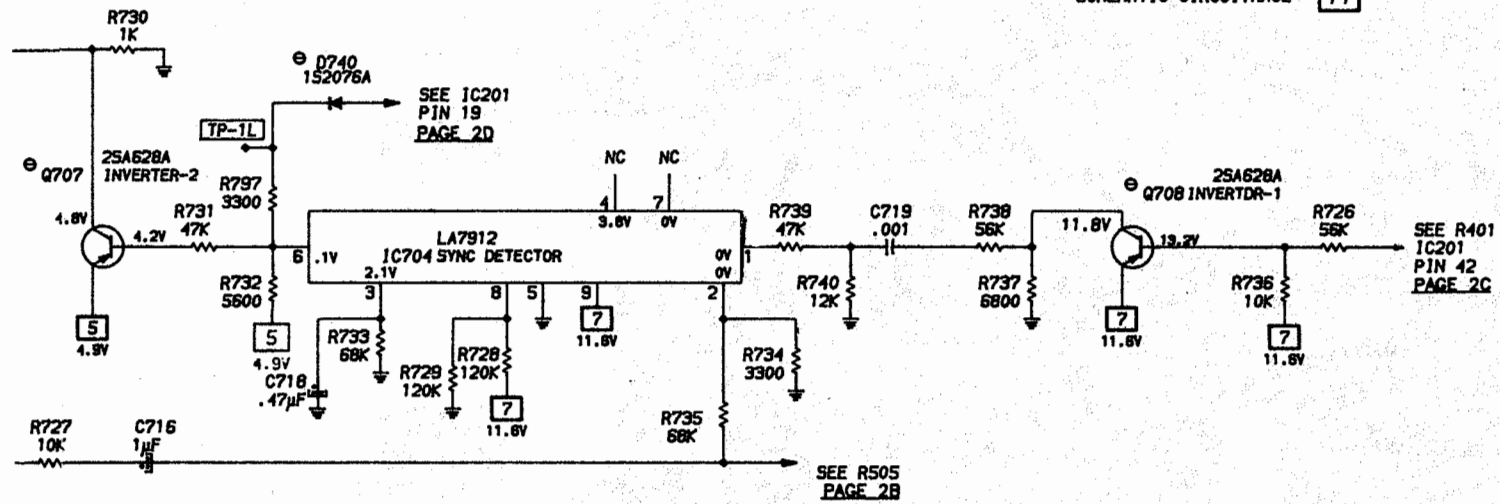 R730
1K
77
D740
1S2076A
SEE IC201
PIN 19
PAGE 2D
TP-1L
Q707
2SA628A
INVERTER-2
R797
3300
4.8V
4.2V
R731
47K
NC
NC
4
7
3.8V
0V
LA7912
IC704 SYNC DETECTOR
6
.1V
2.1V
0V
0V
1
3
8
5
9
2
R732
5600
5
4.9V
5
4.9V
R733
68K
C718
.47µF
R729
120K
R728
120K
7
11.6V
7
11.6V
R734
3300
R735
68K
R739
47K
C719
.001
R738
56K
R740
12K
R737
6800
2SA628A
Q708 INVERTDR-1
11.8V
13.2V
7
11.6V
R726
56K
R736
10K
7
11.6V
SEE R401
IC201
PIN 42
PAGE 2C
R727
10K
C716
1µF
SEE R505
PAGE 2B